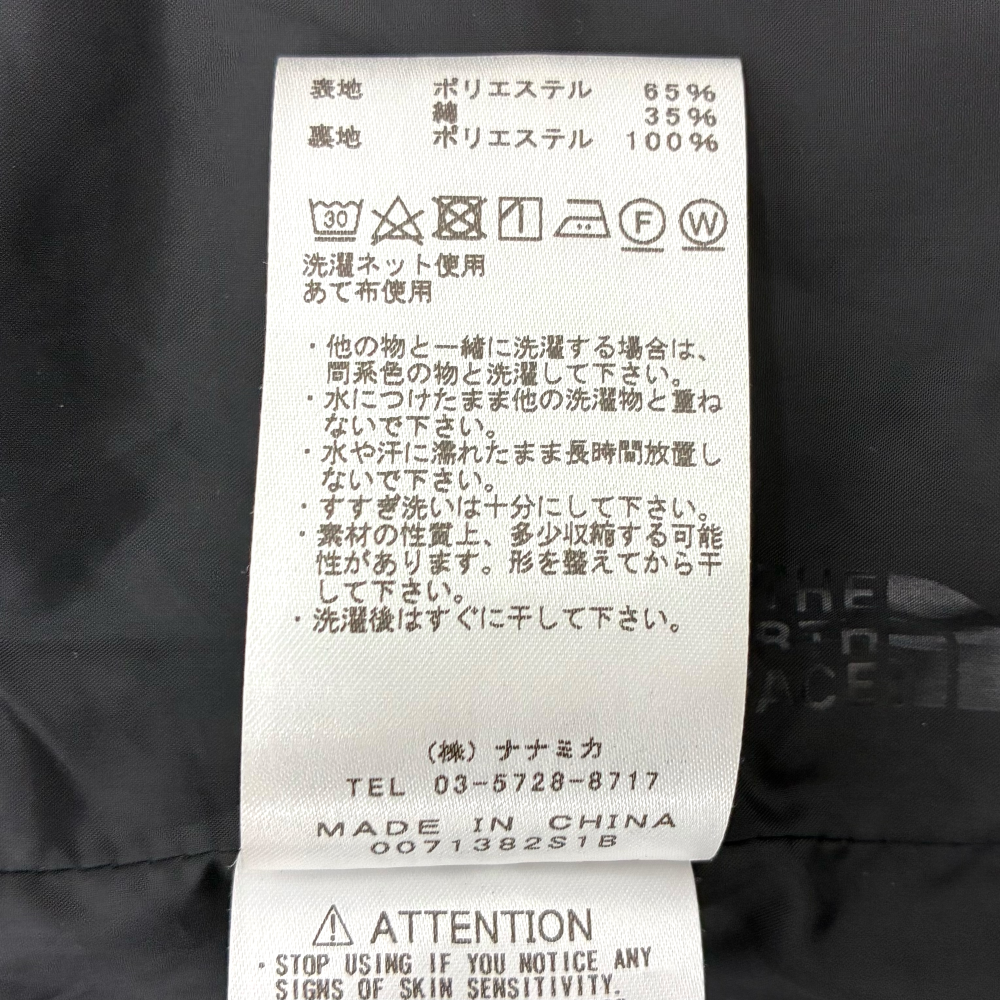 表地 ポリエステル 65%
綿 35%
裏地 ポリエステル 100%
30 F W
洗濯ネット使用
あて布使用
・他の物と一緒に洗濯する場合は、
同系色の物と洗濯して下さい。
・水につけたまま他の洗濯物と重ね
ないで下さい。
・水や汗に濡れたまま長時間放置し
ないで下さい。
・すすぎ洗いは十分にして下さい。
・素材の性質上、多少収縮する可能
性があります。形を整えてから干
して下さい。
・洗濯後はすぐに干して下さい。
(株) ナナミカ
TEL 03-5728-8717
MADE IN CHINA
0071382S1B
THE
ACE
ATTENTION
・STOP USING IF YOU NOTICE ANY
SIGNS OF SKIN SENSITIVITY.